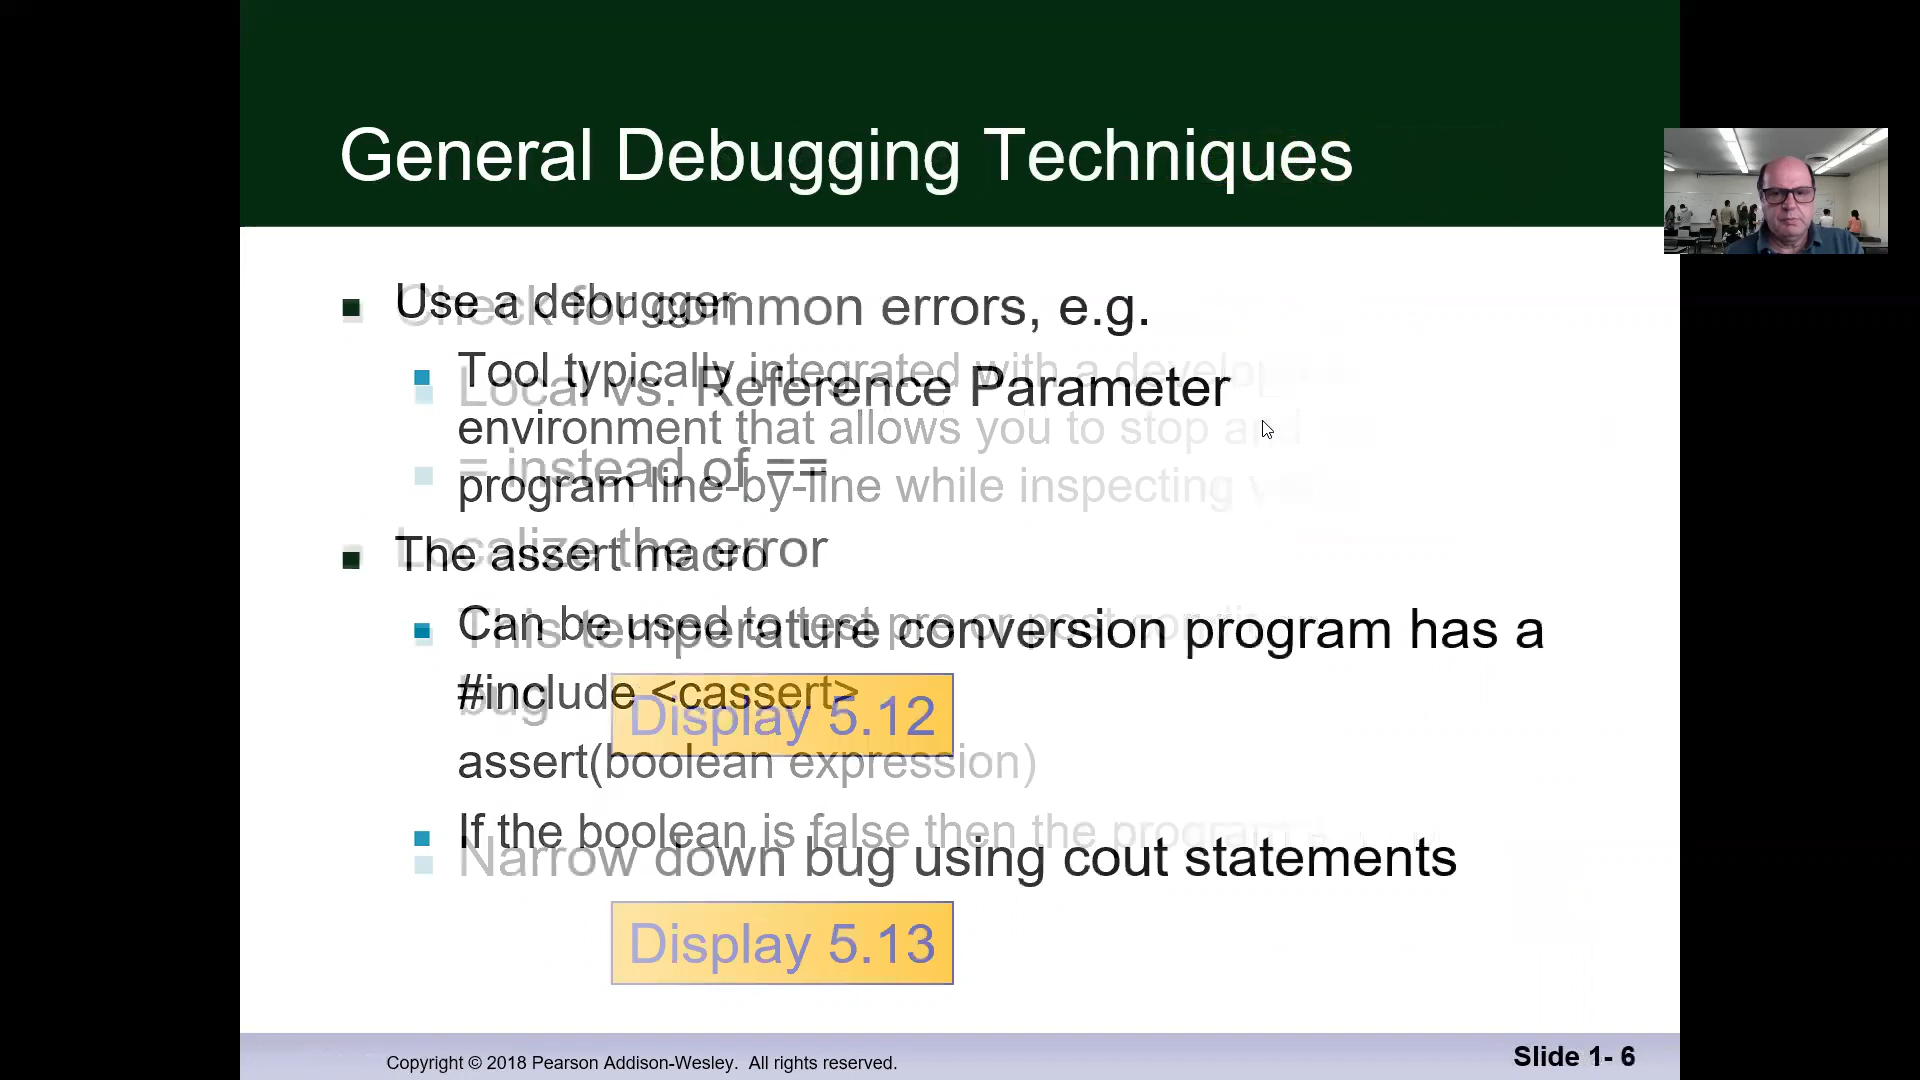 General Debugging Techniques
Use a debugger
Tool typically integrated with a
environment that allows you to stop and
program line-by-line while inspecting
The assert macro
Can be used to test pre or post
#include <cassert>
assert(boolean expression)
If the boolean is false then the program
Check for common errors, e.g.
Local vs. Reference Parameter
= instead of ==
Localize the error
This temperature conversion program has a
bug
Display 5.12
Narrow down bug using cout statements
Display 5.13
Copyright © 2018 Pearson Addison-Wesley. All rights reserved.
Slide 1- 6